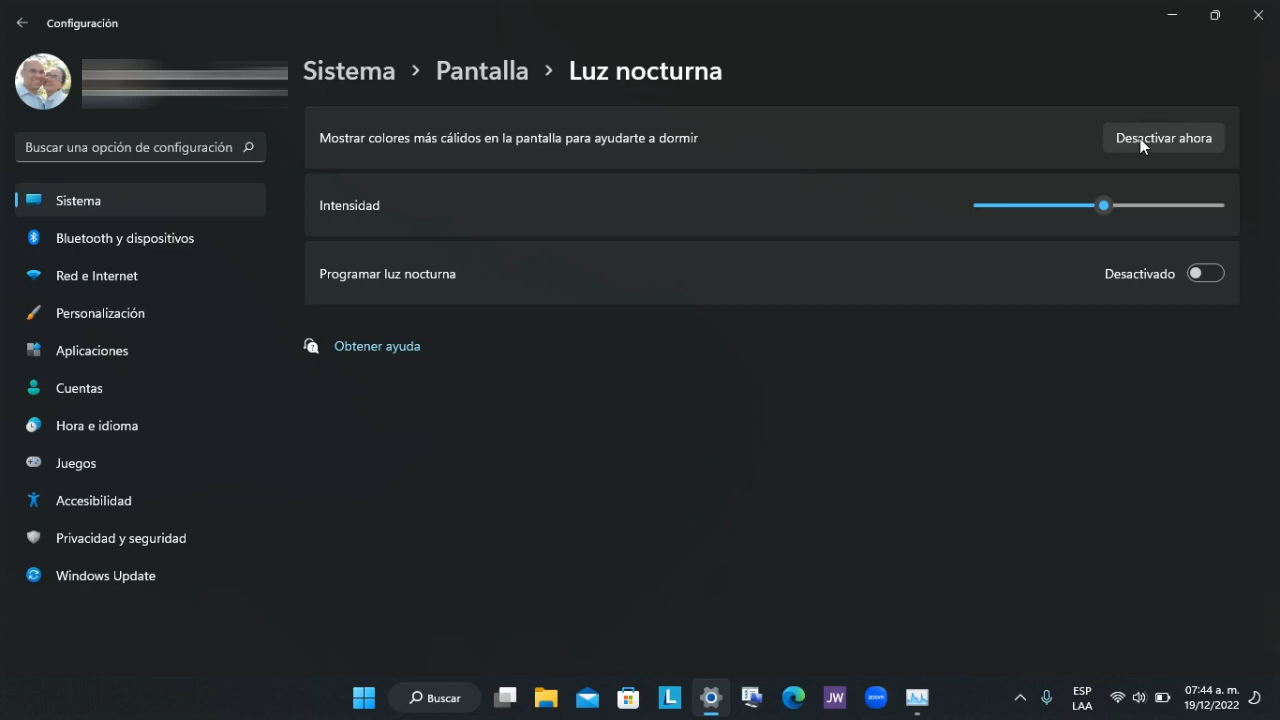 Configuración
Sistema > Pantalla > Luz nocturna
Mostrar colores más cálidos en la pantalla para ayudarte a dormir
Desactivar ahora
Buscar una opción de configuración
Intensidad
Programar luz nocturna
Desactivado
Obtener ayuda
Sistema
Bluetooth y dispositivos
Red e Internet
Personalización
Aplicaciones
Cuentas
Hora e idioma
Juegos
Accesibilidad
Privacidad y seguridad
Windows Update
Buscar
L
JW
zoom
ESP
LAA
07:44 a. m.
19/12/2022